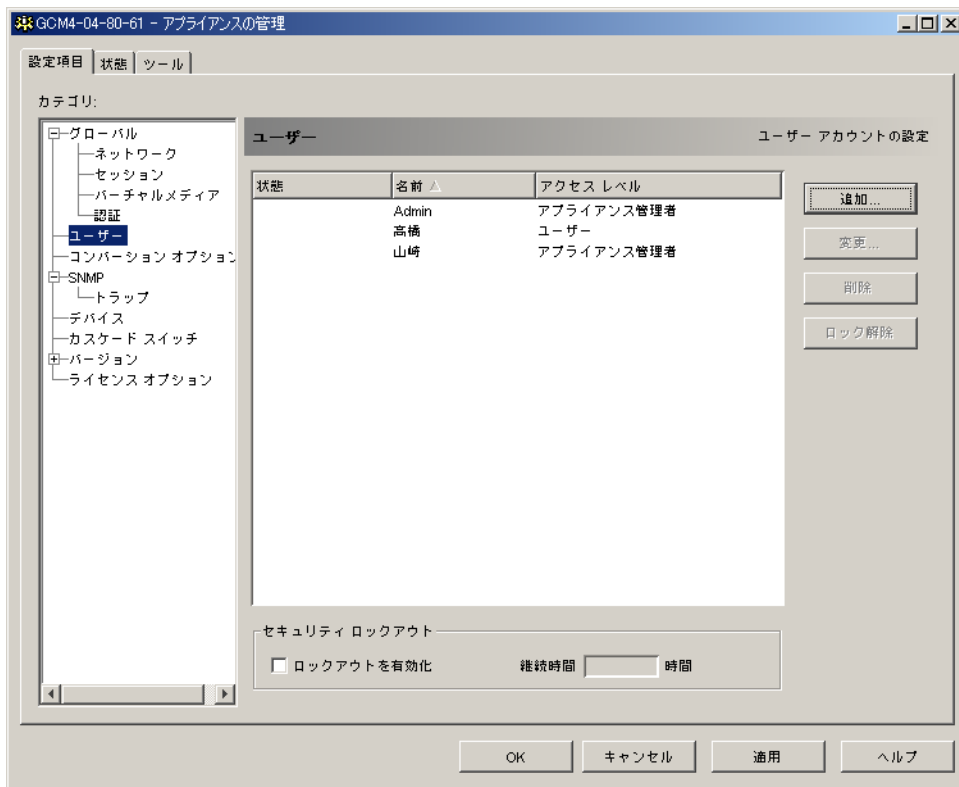 GCM4-04-80-61 - アプライアンスの管理
設定項目 状態 ツール
カテゴリ:
グローバル
ネットワーク
セッション
バーチャルメディア
認証
ユーザー
コンバーション オプション
SNMP
トラップ
デバイス
カスケード スイッチ
バージョン
ライセンス オプション
ユーザー ユーザー アカウントの設定
状態 名前 アクセス レベル
Admin アプライアンス管理者
高橋 ユーザー
山崎 アプライアンス管理者
追加...
変更...
削除
ロック解除
セキュリティ ロックアウト
ロックアウトを有効化 継続時間 時間
OK キャンセル 適用 ヘルプ